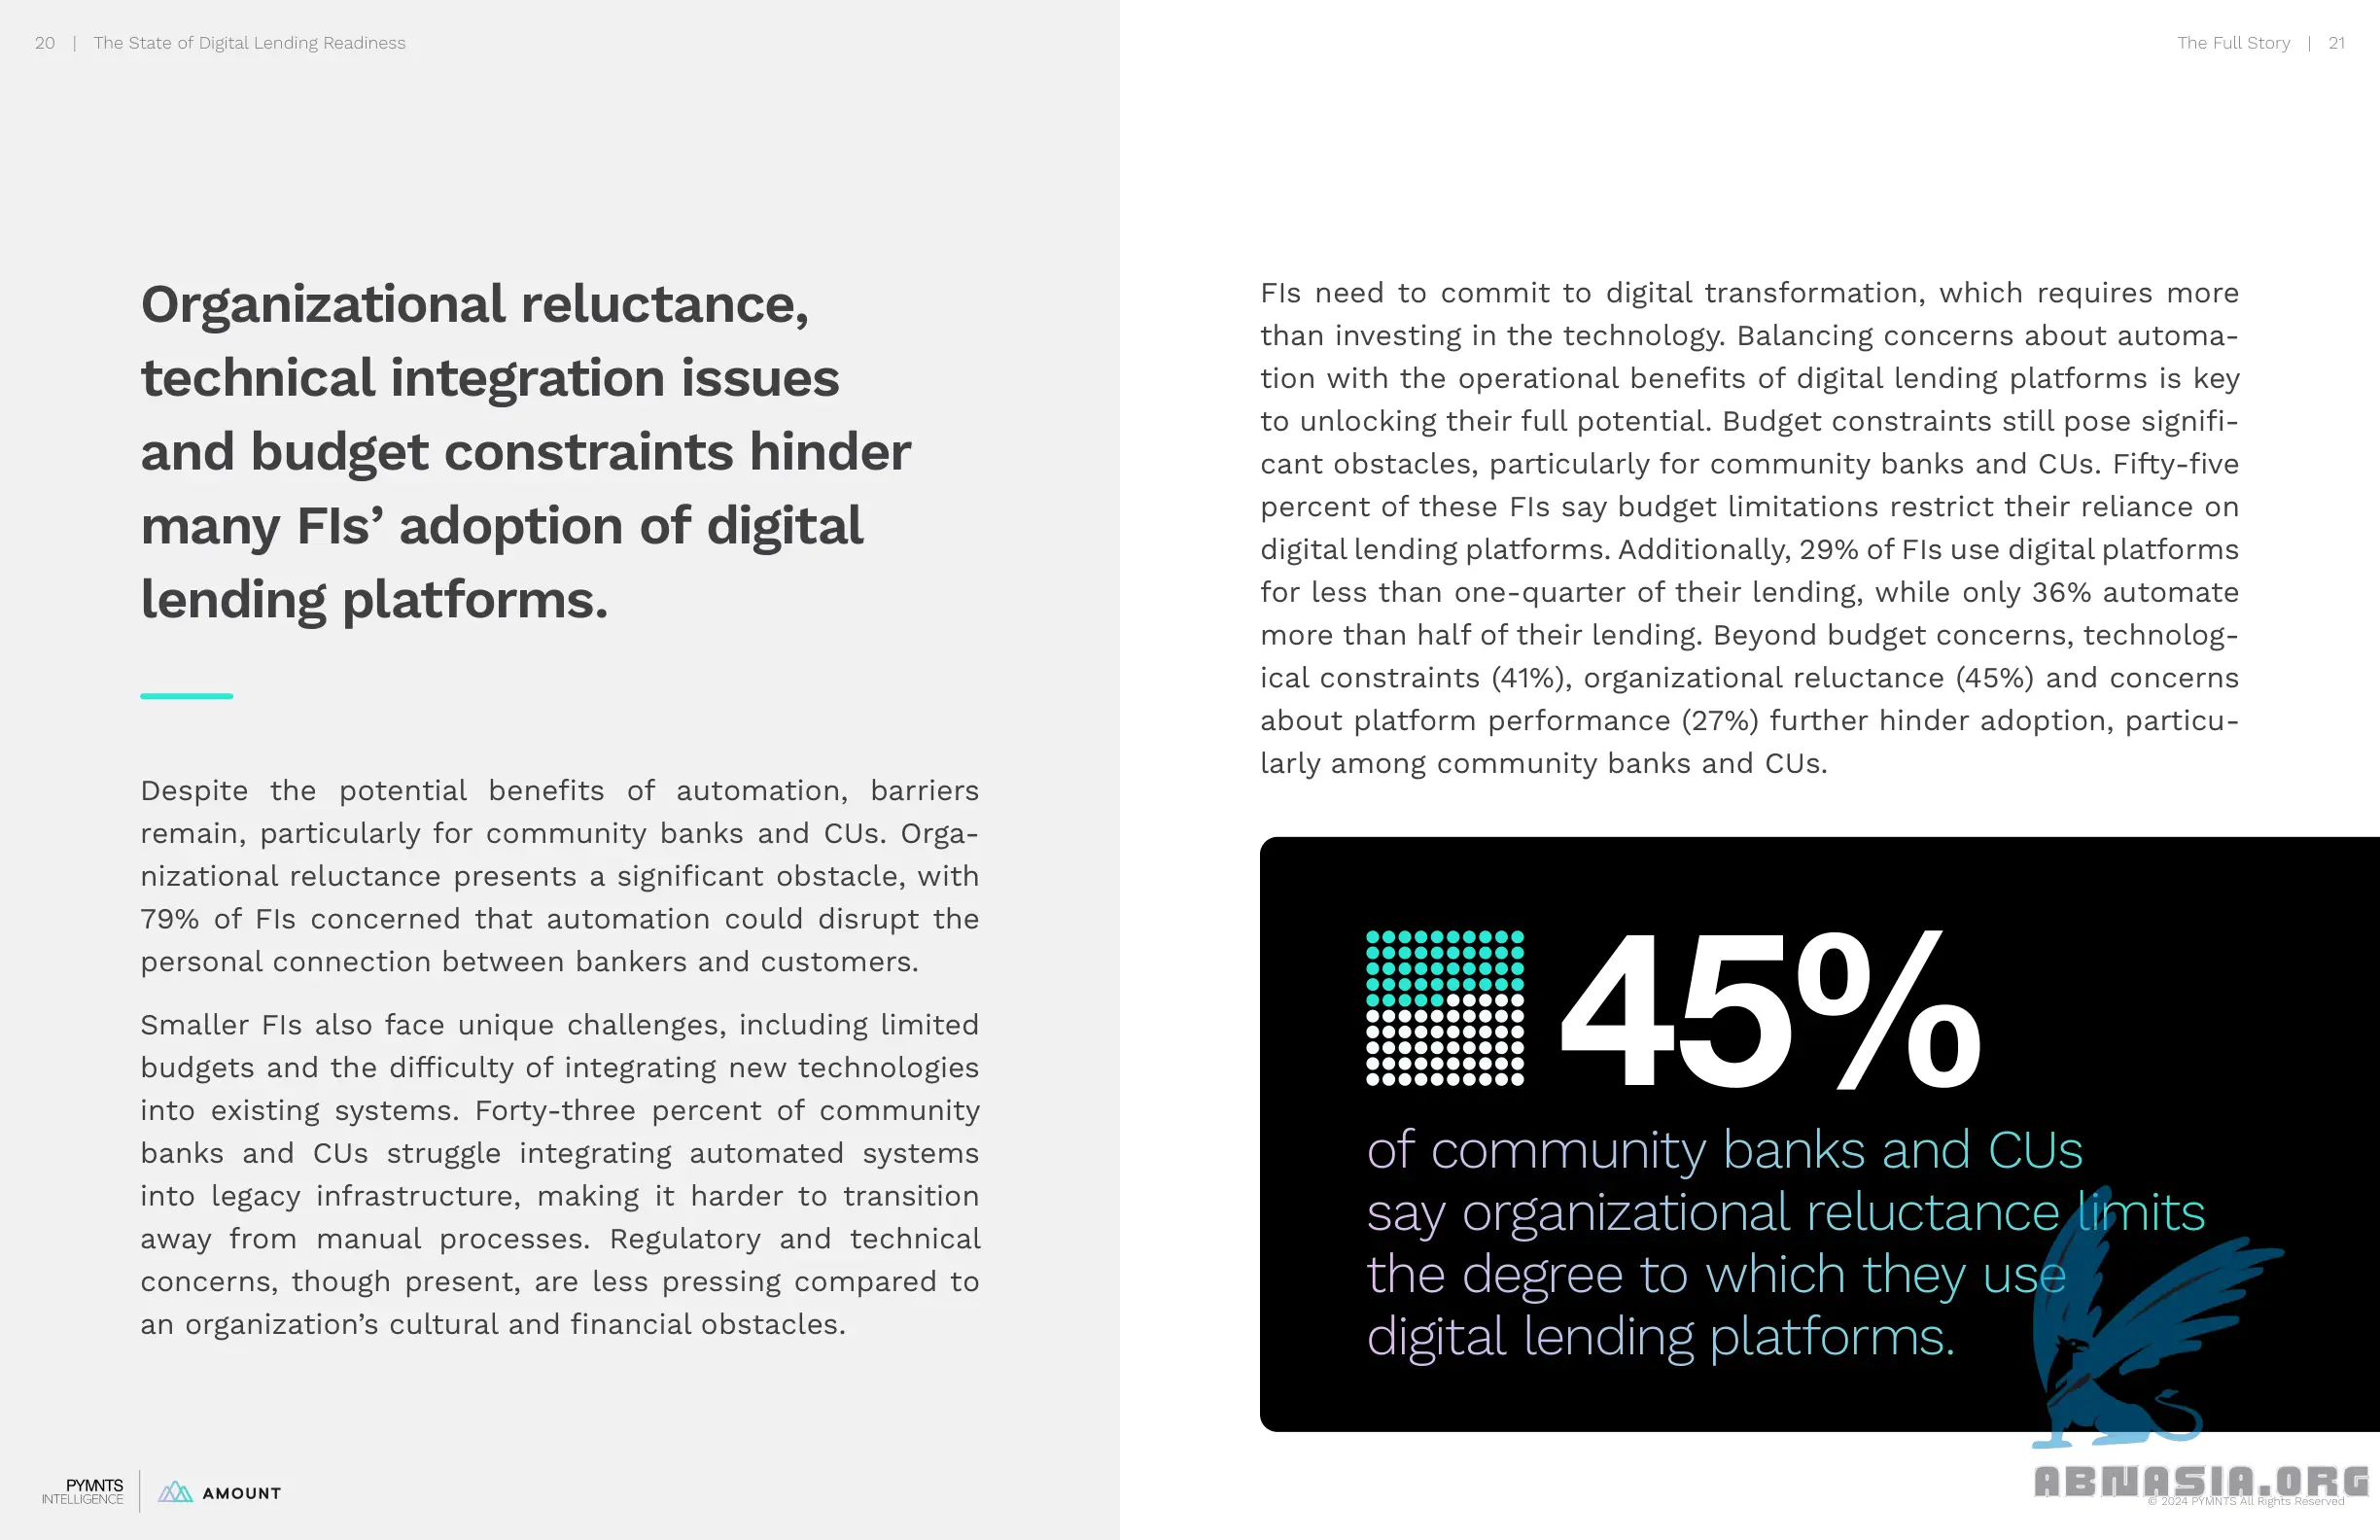 20 | The State of Digital Lending Readiness
Organizational reluctance,
technical integration issues
and budget constraints hinder
many FIs’ adoption of digital
lending platforms.
Despite the potential benefits of automation, barriers
remain, particularly for community banks and CUs. Orga-
nizational reluctance presents a significant obstacle, with
79% of FIs concerned that automation could disrupt the
personal connection between bankers and customers.
Smaller FIs also face unique challenges, including limited
budgets and the difficulty of integrating new technologies
into existing systems. Forty-three percent of community
banks and CUs struggle integrating automated systems
into legacy infrastructure, making it harder to transition
away from manual processes. Regulatory and technical
concerns, though present, are less pressing compared to
an organization’s cultural and financial obstacles.
PYMNTS
INTELLIGENCE
AMOUNT
The Full Story | 21
FIs need to commit to digital transformation, which requires more
than investing in the technology. Balancing concerns about automa-
tion with the operational benefits of digital lending platforms is key
to unlocking their full potential. Budget constraints still pose signifi-
cant obstacles, particularly for community banks and CUs. Fifty-five
percent of these FIs say budget limitations restrict their reliance on
digital lending platforms. Additionally, 29% of FIs use digital platforms
for less than one-quarter of their lending, while only 36% automate
more than half of their lending. Beyond budget concerns, technolog-
ical constraints (41%), organizational reluctance (45%) and concerns
about platform performance (27%) further hinder adoption, particu-
larly among community banks and CUs.
45%
of community banks and CUs
say organizational reluctance limits
the degree to which they use
digital lending platforms.
ABNASIA.ORG
© 2024 PYMNTS All Rights Reserved